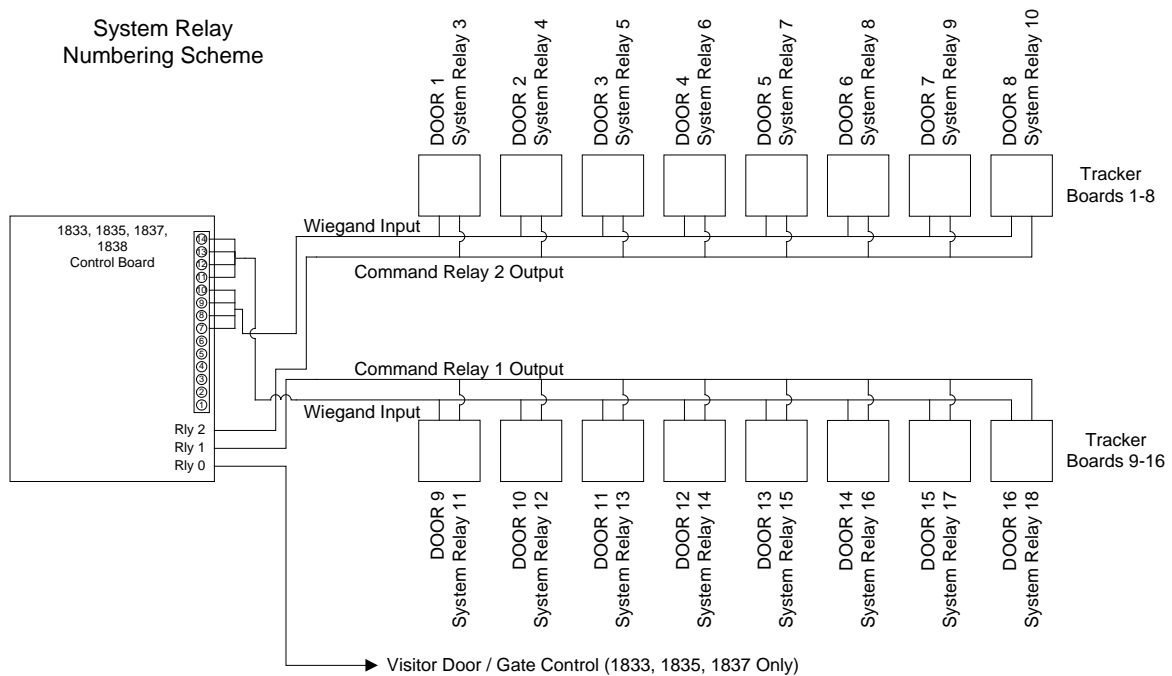 System Relay
Numbering Scheme
DOOR 1
System Relay 3
DOOR 2
System Relay 4
DOOR 3
System Relay 5
DOOR 4
System Relay 6
DOOR 5
System Relay 7
DOOR 6
System Relay 8
DOOR 7
System Relay 9
DOOR 8
System Relay 10
Tracker
Boards 1-8
1833, 1835, 1837,
1838
Control Board
14
13
12
11
10
9
8
7
6
5
4
3
2
1
Rly 2
Rly 1
Rly 0
Wiegand Input
Command Relay 2 Output
Command Relay 1 Output
Wiegand Input
Tracker
Boards 9-16
DOOR 9
System Relay 11
DOOR 10
System Relay 12
DOOR 11
System Relay 13
DOOR 12
System Relay 14
DOOR 13
System Relay 15
DOOR 14
System Relay 16
DOOR 15
System Relay 17
DOOR 16
System Relay 18
Visitor Door / Gate Control (1833, 1835, 1837 Only)